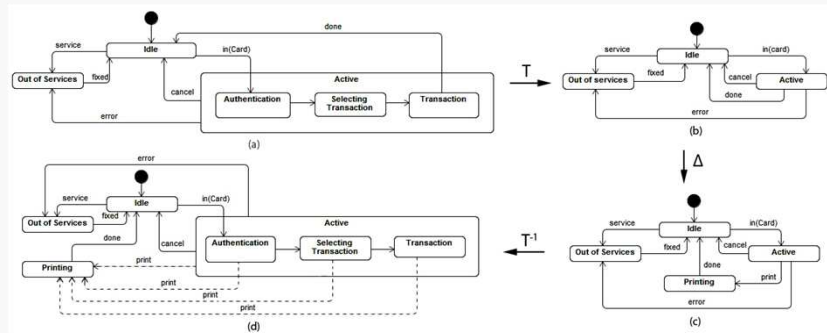 done
service
Idle
in(Card)
Out of Services
fixed
cancel
Active
Authentication
Selecting
Transaction
Transaction
error
(a)
T
Idle
service
in(card)
Out of services
fixed
cancel
Active
done
error
(b)
Δ
error
service
Idle
in(Card)
Out of Services
fixed
Active
done
cancel
Authentication
Selecting
Transaction
Transaction
Printing
print
print
print
print
(d)
T-1
Idle
service
in(Card)
Out of Services
fixed
cancel
Active
done
print
Printing
error
(c)